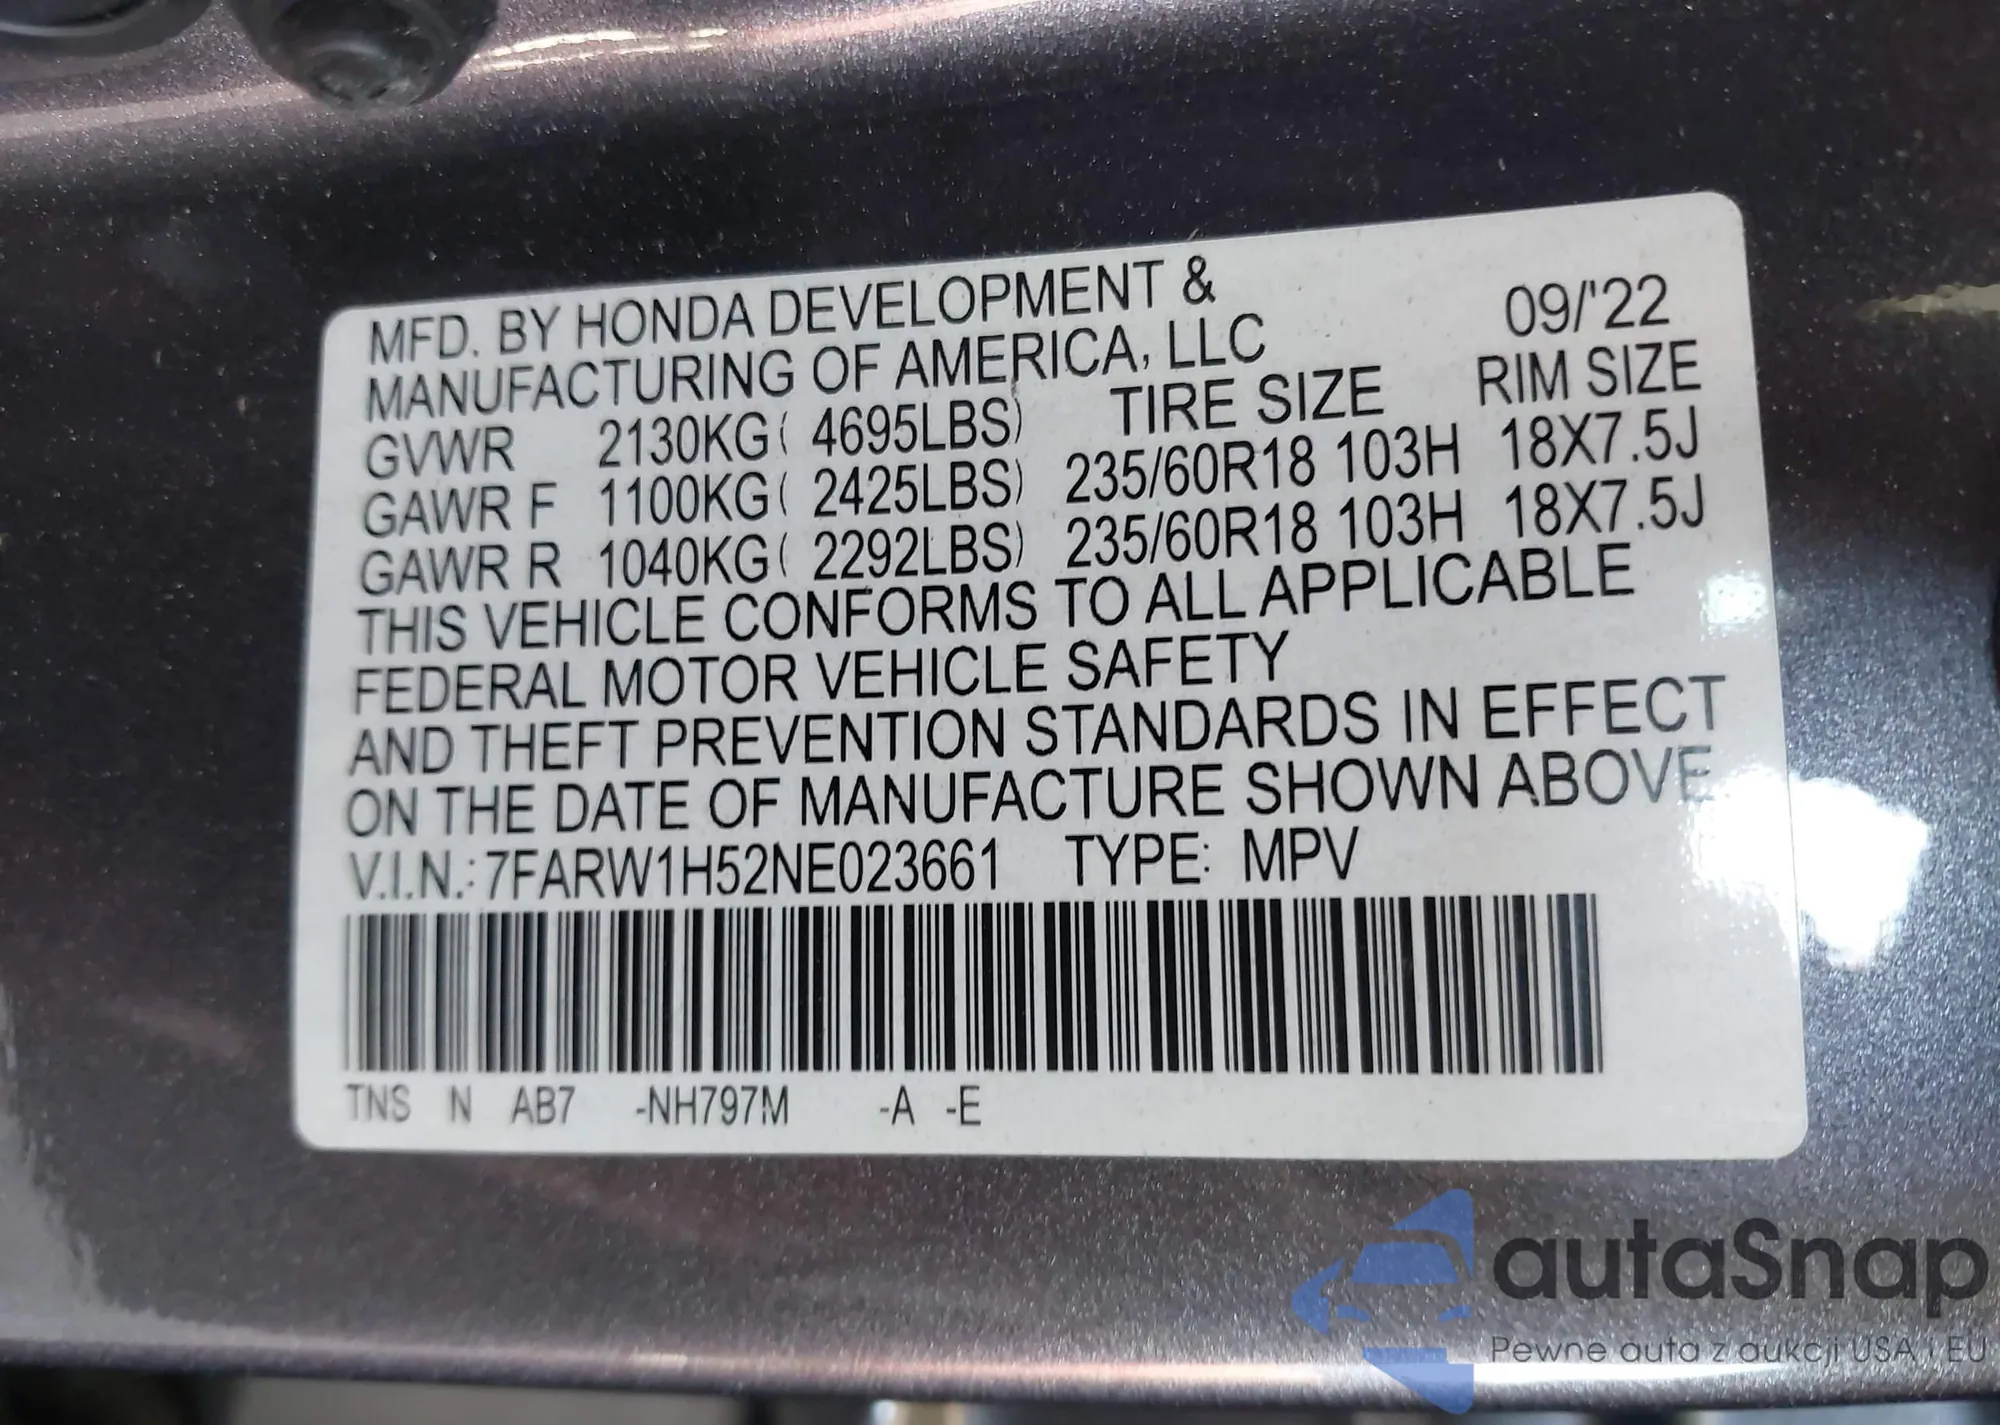 MFD. BY HONDA DEVELOPMENT &
MANUFACTURING OF AMERICA, LLC 09/'22
TIRE SIZE RIM SIZE
GVWR 2130KG( 4695LBS)
GAWR F 1100KG( 2425LBS) 235/60R18 103H 18X7.5J
GAWR R 1040KG( 2292LBS) 235/60R18 103H 18X7.5J
THIS VEHICLE CONFORMS TO ALL APPLICABLE
FEDERAL MOTOR VEHICLE SAFETY
AND THEFT PREVENTION STANDARDS IN EFFECT
ON THE DATE OF MANUFACTURE SHOWN ABOVE
V.I.N.: 7FARW1H52NE023661 TYPE: MPV
TNS N AB7 -NH797M -A -E
autaSnap
Pewne auta z aukcji USA i EU